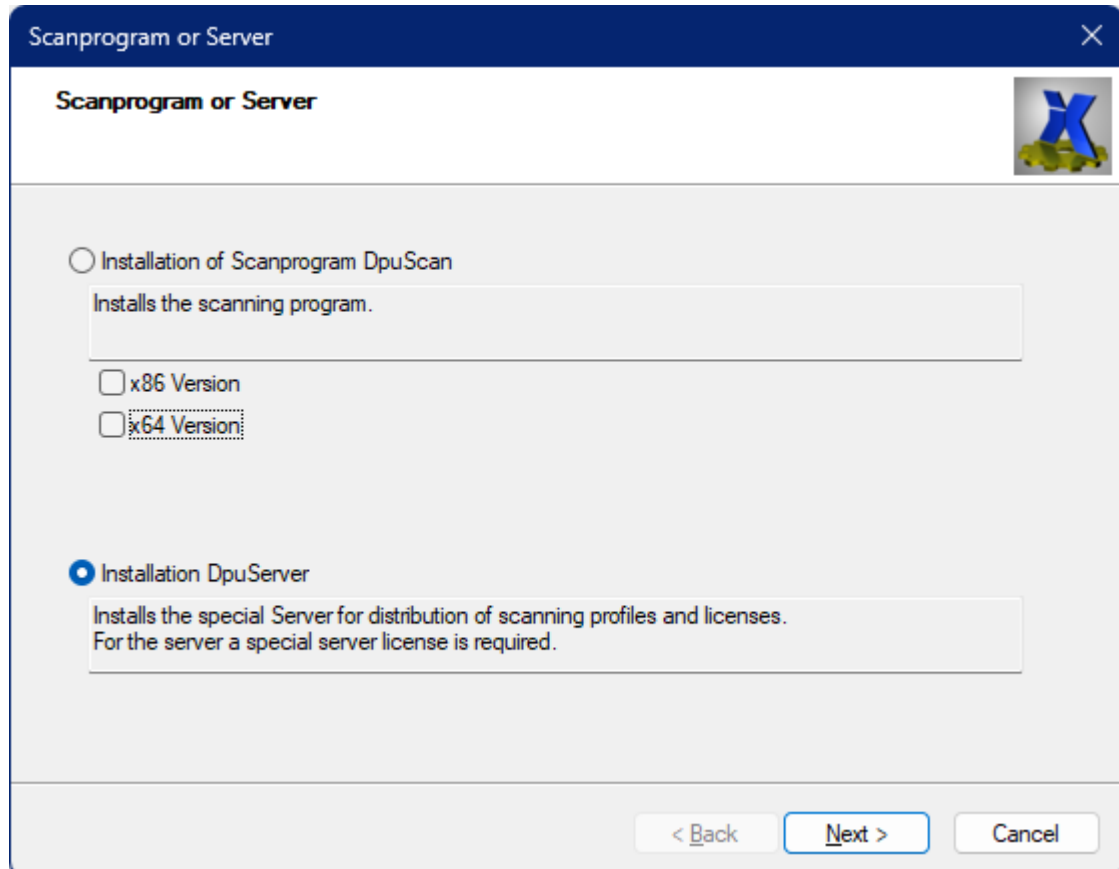 Scanprogram or Server
Scanprogram or Server
Installation of Scanprogram DpuScan
Installs the scanning program.
x86 Version
x64 Version
Installation DpuServer
Installs the special Server for distribution of scanning profiles and licenses.
For the server a special server license is required.
< Back
Next >
Cancel